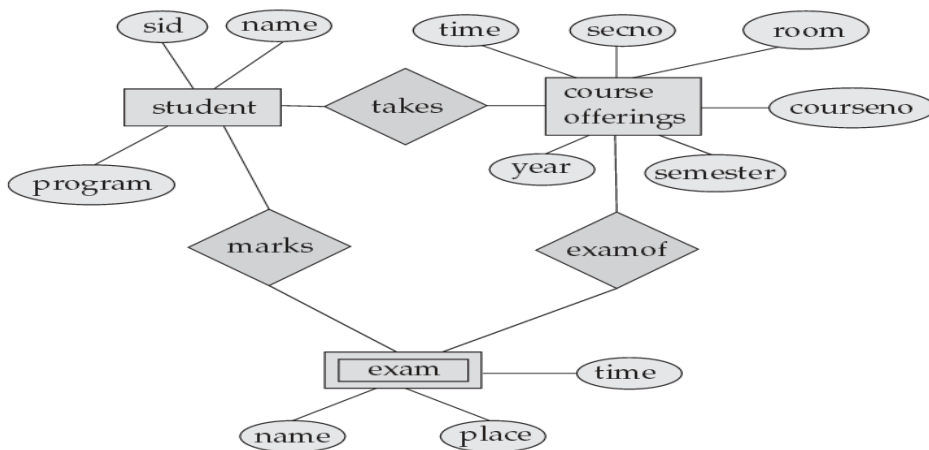 sid
name
time
secno
room
student
takes
course
offerings
courseno
program
year
semester
marks
examof
exam
time
name
place